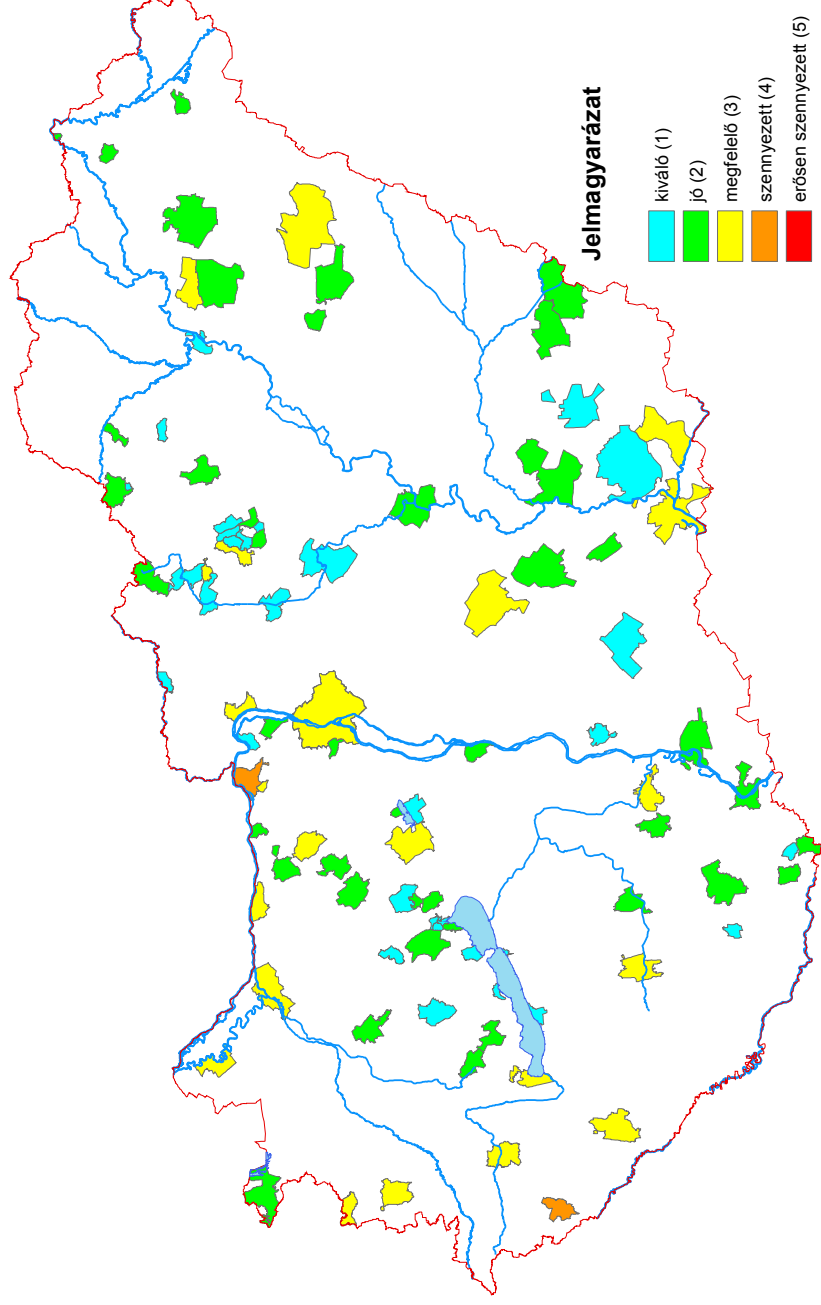 Jelmagyarázat
kiváló (1)
jó (2)
megfelelő (3)
szennyezett (4)
erősen szennyezett (5)